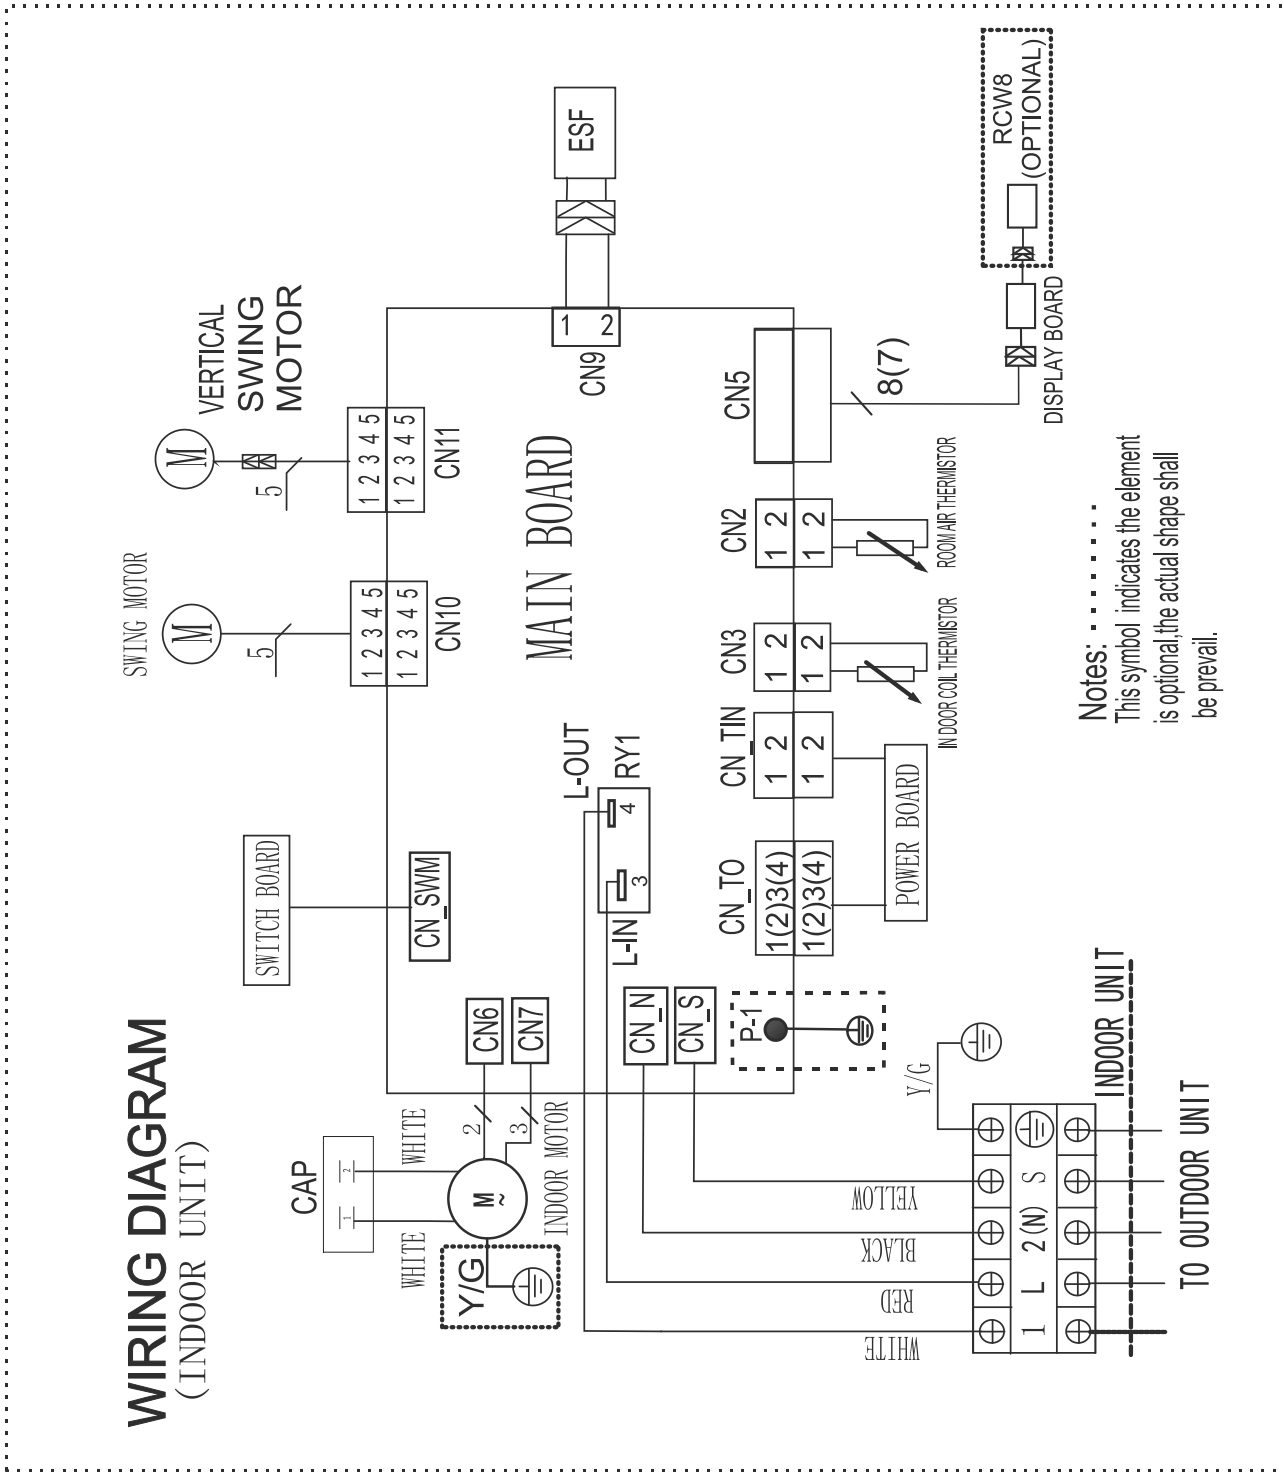 WIRING DIAGRAM
(INDOOR UNIT)
CAP
1
2
WHITE
WHITE
Y/G
M
~
INDOOR MOTOR
2
3
CN6
CN7
SWITCH BOARD
CN_SWM
SWING MOTOR
M
5
1 2 3 4 5
1 2 3 4 5
CN10
VERTICAL
SWING
MOTOR
M
5
1 2 3 4 5
1 2 3 4 5
CN11
MAIN BOARD
ESF
1 2
CN9
L-OUT
RY1
4
3
L-IN
CN_N
CN_S
P-1
CN_TO
1(2)3(4)
1(2)3(4)
CN_TIN
1 2
1 2
POWER BOARD
CN3
1 2
1 2
INDOOR COIL THERMISTOR
CN2
1 2
1 2
ROOM AIR THERMISTOR
CN5
8(7)
DISPLAY BOARD
RCW8
(OPTIONAL)
WHITE
RED
BLACK
YELLOW
Y/G
1 L 2(N) S
INDOOR UNIT
TO OUTDOOR UNIT
Notes:
This symbol indicates the element
is optional,the actual shape shall
be prevail.